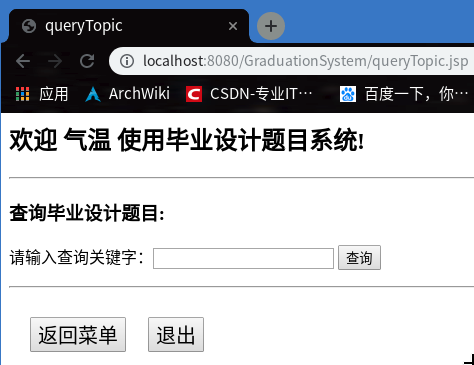 queryTopic
localhost:8080/GraduationSystem/queryTopic.jsp
应用 ArchWiki CSDN-专业IT… 百度一下，你…
欢迎 气温 使用毕业设计题目系统!
查询毕业设计题目:
请输入查询关键字： 查询
返回菜单 退出